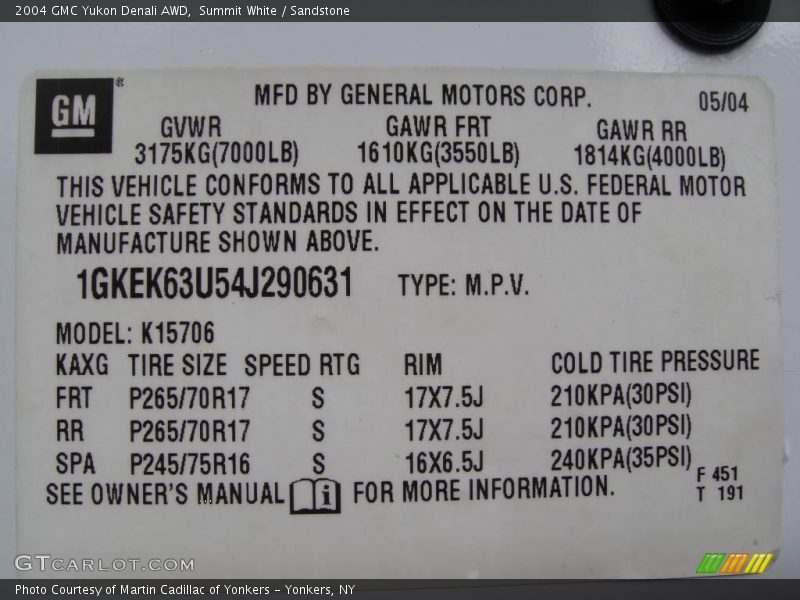 2004 GMC Yukon Denali AWD,  Summit White / Sandstone
GM ®
MFD BY GENERAL MOTORS CORP. 05/04
GVWR GAWR FRT GAWR RR
3175KG(7000LB) 1610KG(3550LB) 1814KG(4000LB)
THIS VEHICLE CONFORMS TO ALL APPLICABLE U.S. FEDERAL MOTOR
VEHICLE SAFETY STANDARDS IN EFFECT ON THE DATE OF
MANUFACTURE SHOWN ABOVE.
1GKEK63U54J290631 TYPE: M.P.V.
MODEL: K15706
KAXG TIRE SIZE SPEED RTG RIM COLD TIRE PRESSURE
FRT P265/70R17 S 17X7.5J 210KPA(30PSI)
RR P265/70R17 S 17X7.5J 210KPA(30PSI)
SPA P245/75R16 S 16X6.5J 240KPA(35PSI)
F 451
SEE OWNER'S MANUAL i FOR MORE INFORMATION.
T 191
GTCARLOT.COM
Photo Courtesy of Martin Cadillac of Yonkers - Yonkers, NY